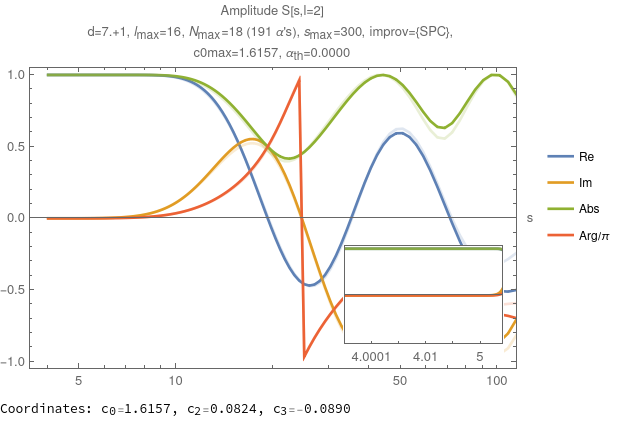 Amplitude S[s,l=2]
d=7.+1, lmax=16, Nmax=18 (191 α's), smax=300, improv={SPC},
c0max=1.6157, αth=0.0000
1.0
0.5
0.0
−0.5
−1.0
5
10
50
100
s
4.0001
4.01
5
Re
Im
Abs
Arg/π
Coordinates: c0=1.6157, c2=0.0824, c3=-0.0890